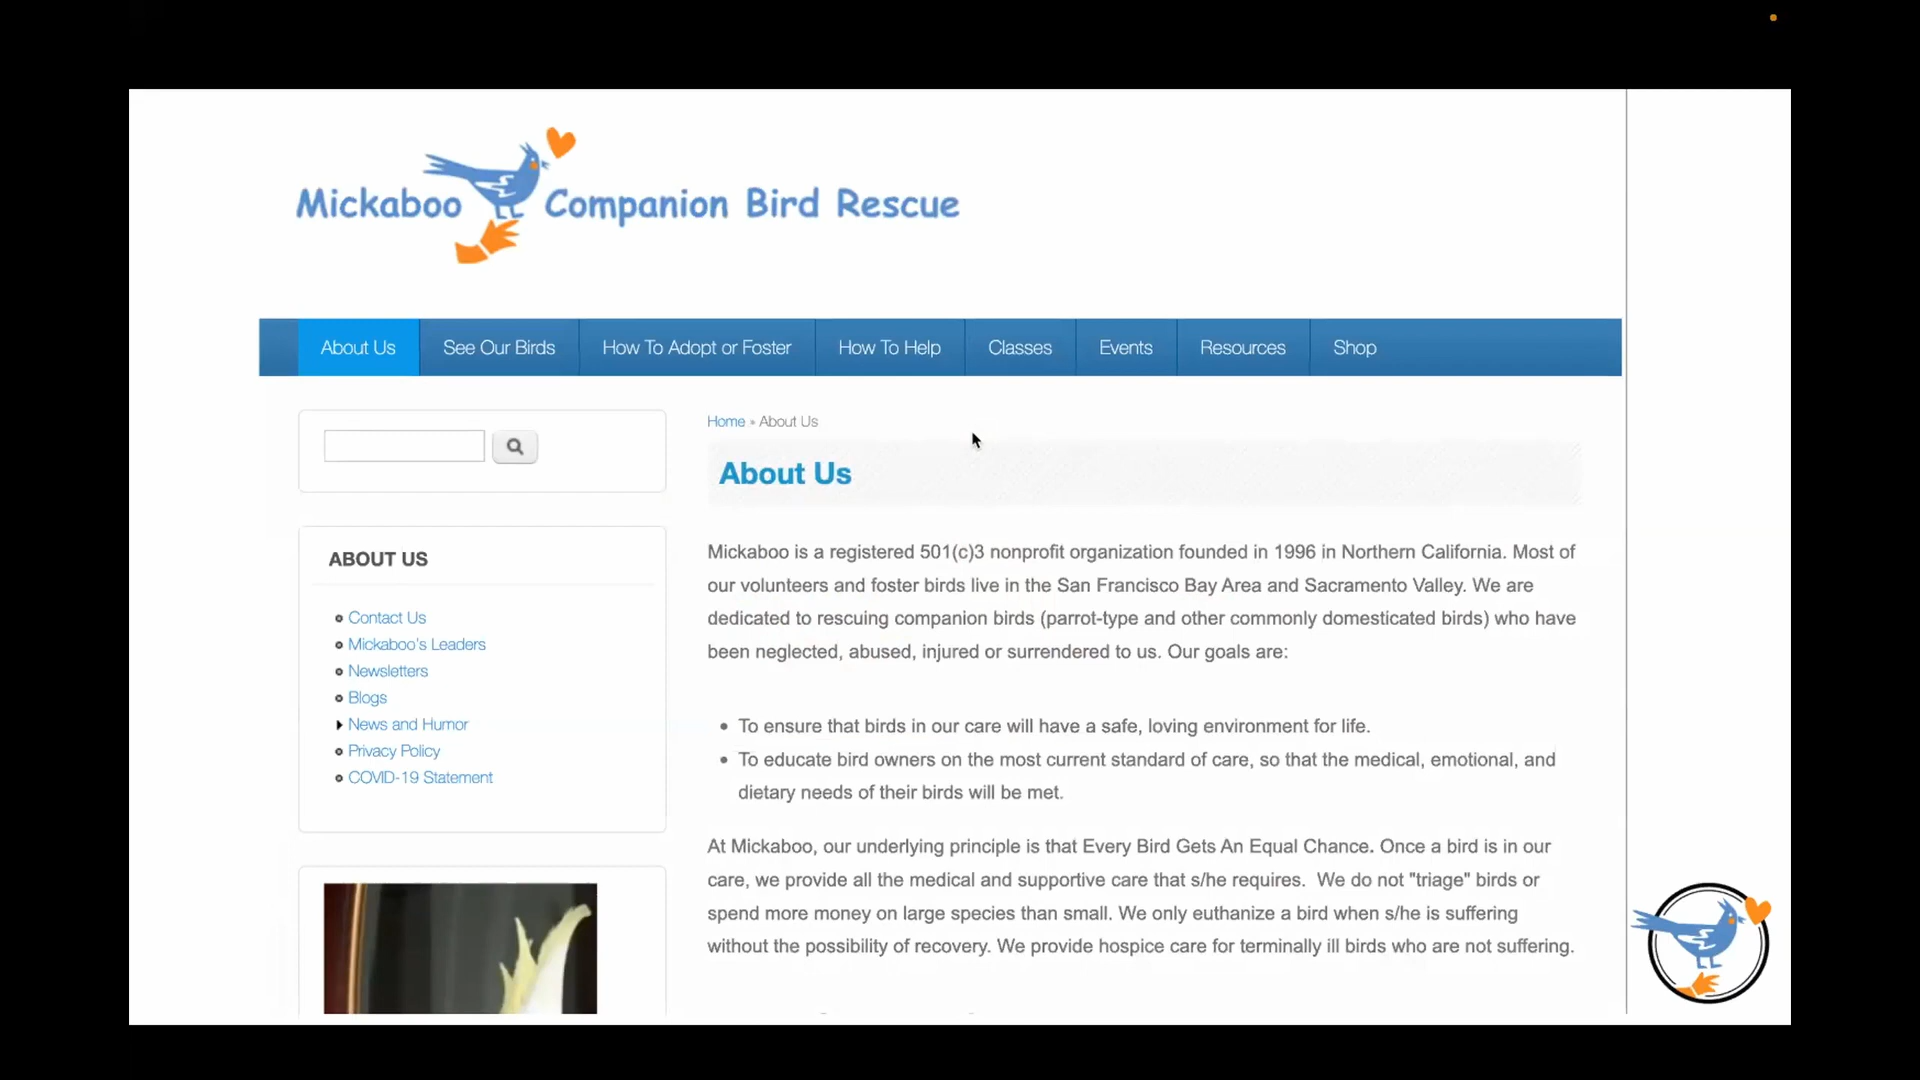 Mickaboo Companion Bird Rescue
About Us See Our Birds How To Adopt or Foster How To Help Classes Events Resources Shop
Home » About Us
About Us
ABOUT US
Contact Us
Mickaboo's Leaders
Newsletters
Blogs
News and Humor
Privacy Policy
COVID-19 Statement
Mickaboo is a registered 501(c)3 nonprofit organization founded in 1996 in Northern California. Most of
our volunteers and foster birds live in the San Francisco Bay Area and Sacramento Valley. We are
dedicated to rescuing companion birds (parrot-type and other commonly domesticated birds) who have
been neglected, abused, injured or surrendered to us. Our goals are:
• To ensure that birds in our care will have a safe, loving environment for life.
• To educate bird owners on the most current standard of care, so that the medical, emotional, and
dietary needs of their birds will be met.
At Mickaboo, our underlying principle is that Every Bird Gets An Equal Chance. Once a bird is in our
care, we provide all the medical and supportive care that s/he requires. We do not "triage" birds or
spend more money on large species than small. We only euthanize a bird when s/he is suffering
without the possibility of recovery. We provide hospice care for terminally ill birds who are not suffering.